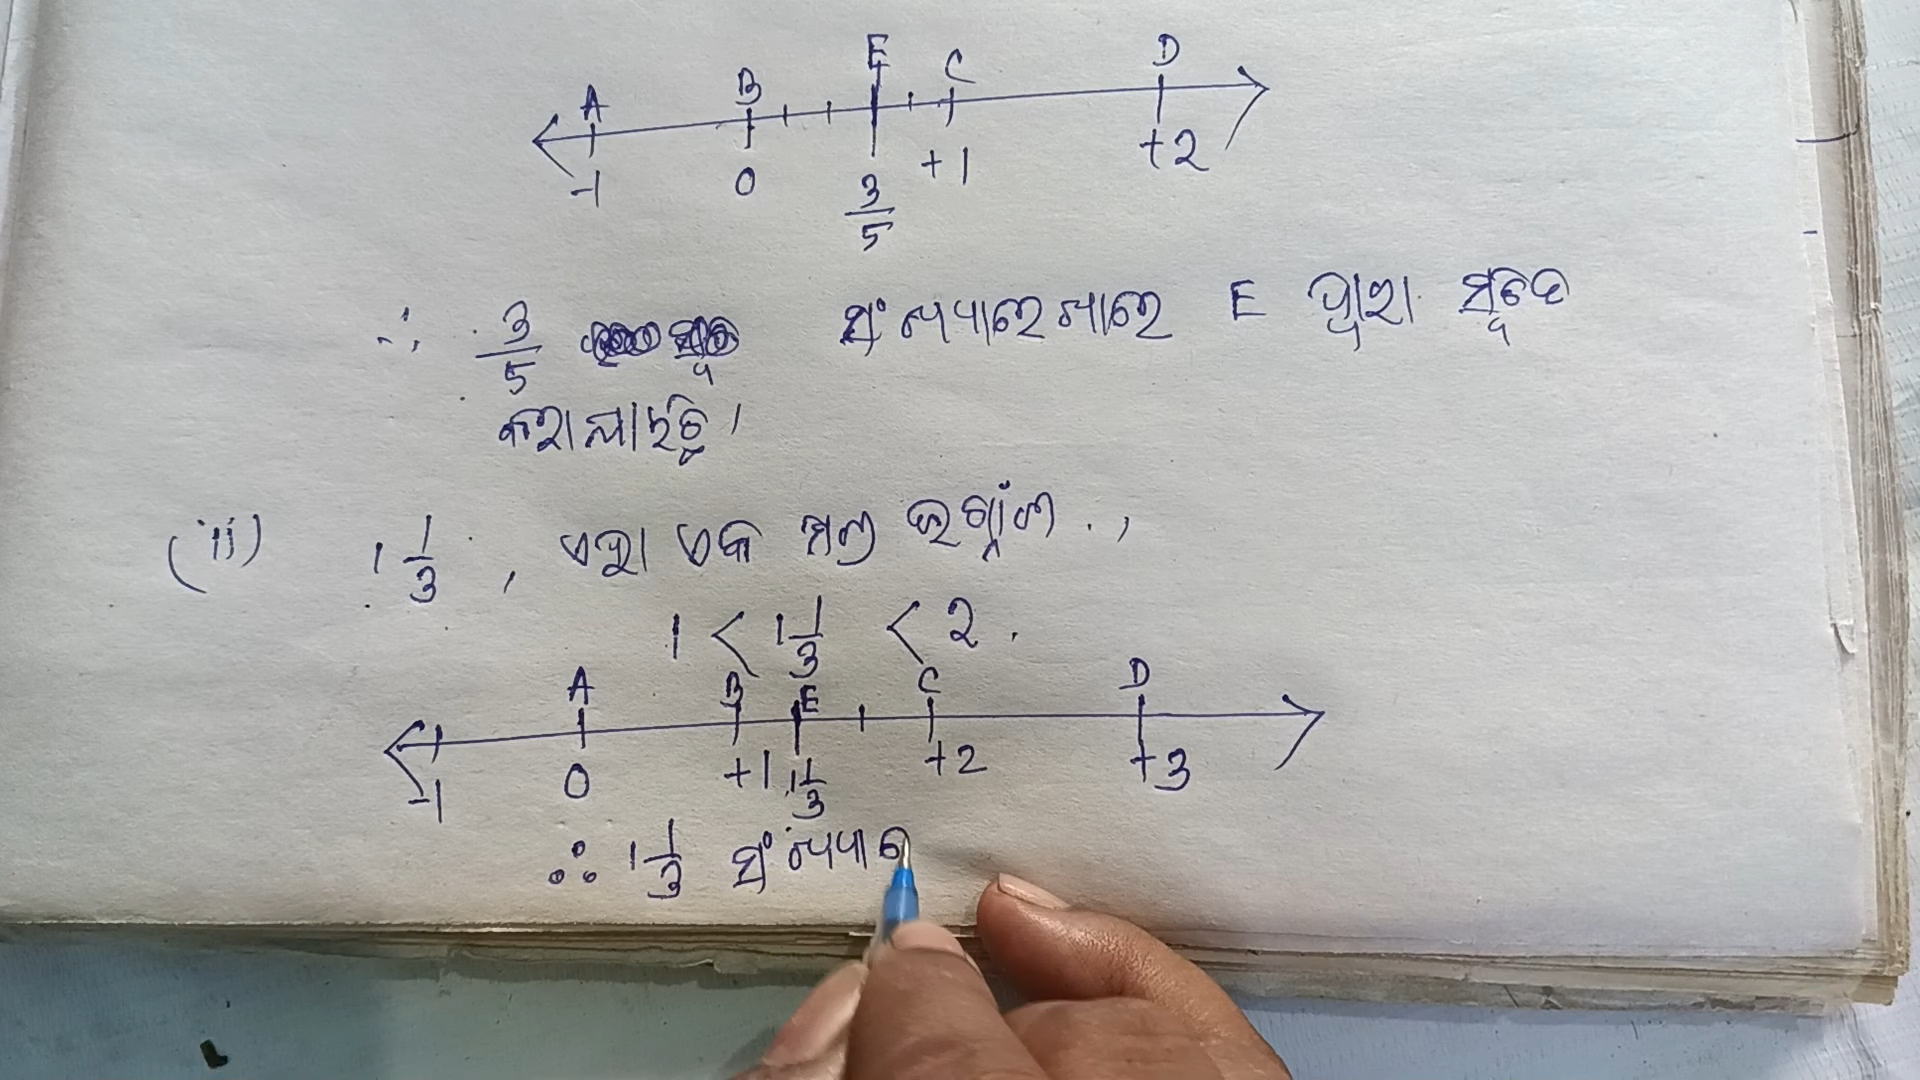 A B E C D
-1 0 3/5 +1 +2
∴ 3/5 ସଂଖ୍ୟାରେଖାରେ E ଦ୍ୱାରା ସୂଚିତ
କରାଯାଇଛି।
(ii) 1 1/3 , ଏହା ଏକ ମିଶ୍ର ଭଗ୍ନାଂଶ . ,
1 < 1 1/3 < 2 .
A B E C D
-1 0 +1 1 1/3 +2 +3
∴ 1 1/3 ସଂଖ୍ୟାରେ